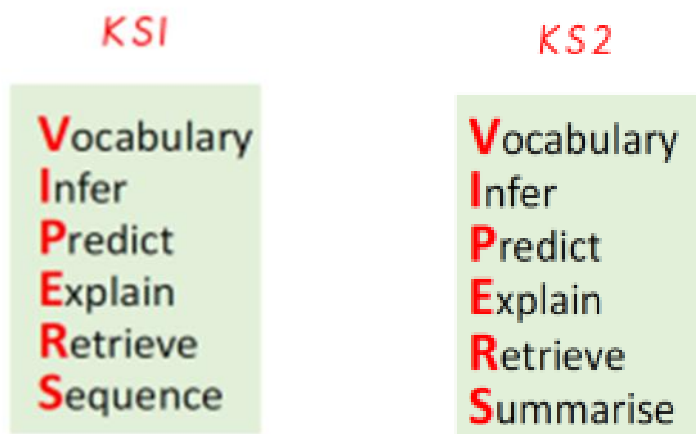 KS1
Vocabulary
Infer
Predict
Explain
Retrieve
Sequence
KS2
Vocabulary
Infer
Predict
Explain
Retrieve
Summarise